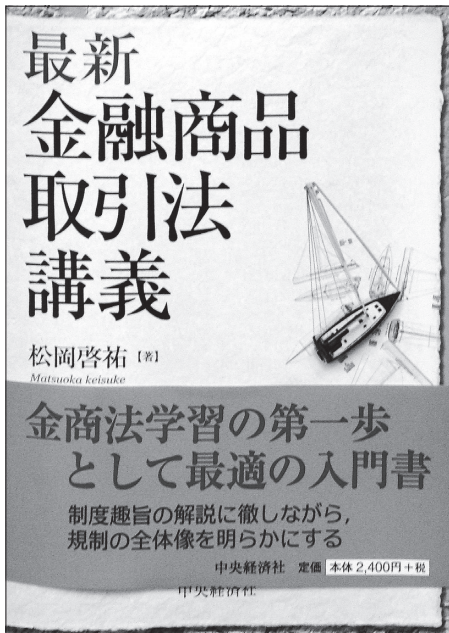 最新
金融商品
取引法
講義
松岡啓祐【著】
Matsuoka keisuke
金商法学習の第一歩
として最適の入門書
制度趣旨の解説に徹しながら,
規制の全体像を明らかにする
中央経済社 定価 本体2,400円+税
中央経済社